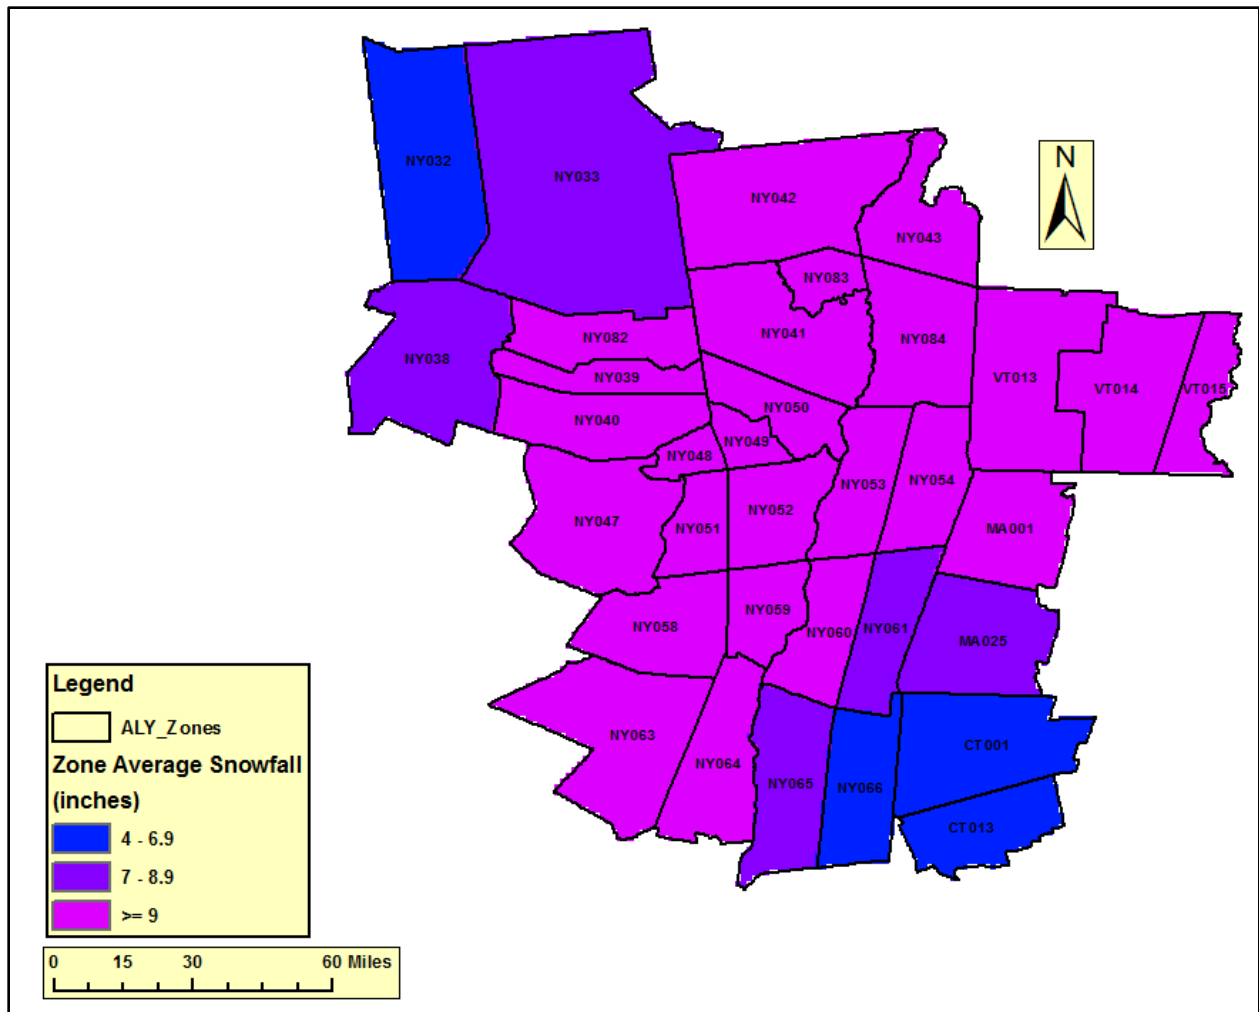 NY032
NY033
N
NY042
NY043
NY083
NY082
NY041
NY084
NY038
NY039
VT013
VT014
VT015
NY040
NY050
NY049
NY048
NY053
NY054
NY047
NY051
NY052
MA001
NY058
NY059
NY060
NY061
MA025
NY063
NY064
NY065
NY066
CT001
CT013
Legend
ALY_Zones
Zone Average Snowfall
(inches)
4 - 6.9
7 - 8.9
>= 9
0 15 30 60 Miles